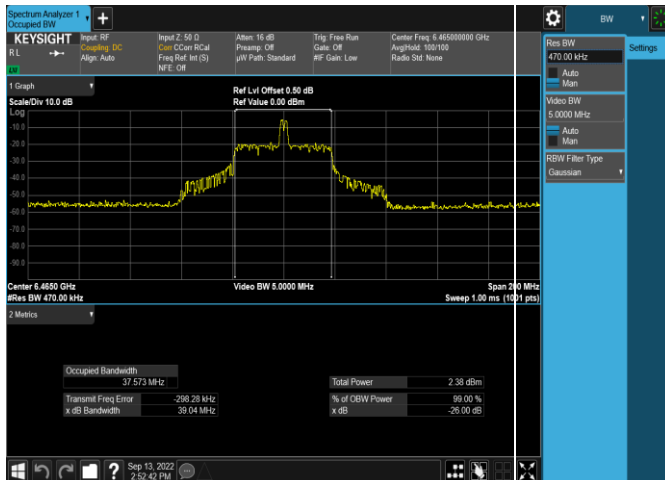 Spectrum Analyzer 1
Occupied BW
+
KEYSIGHT
R L
Input: RF
Coupling: DC
Align: Auto
Input Z: 50 Ω
Corr CCorr RCal
Freq Ref: Int (S)
NFE: Off
Atten: 16 dB
Preamp: Off
µW Path: Standard
Trig: Free Run
Gate: Off
#IF Gain: Low
Center Freq: 6.465000000 GHz
Avg|Hold: 100/100
Radio Std: None
BW
Settings
Res BW
470.00 kHz
Auto
Man
Video BW
5.0000 MHz
Auto
Man
RBW Filter Type
Gaussian
1 Graph
Scale/Div 10.0 dB
Ref Lvl Offset 0.50 dB
Ref Value 0.00 dBm
Log
-10.0
-20.0
-30.0
-40.0
-50.0
-60.0
-70.0
-80.0
-90.0
Center 6.4650 GHz
#Res BW 470.00 kHz
Video BW 5.0000 MHz
Span 200 MHz
Sweep 1.00 ms (1001 pts)
2 Metrics
Occupied Bandwidth
37.573 MHz
Transmit Freq Error -298.28 kHz
x dB Bandwidth 39.04 MHz
Total Power 2.38 dBm
% of OBW Power 99.00 %
x dB -26.00 dB
?
Sep 13, 2022
2:52:42 PM